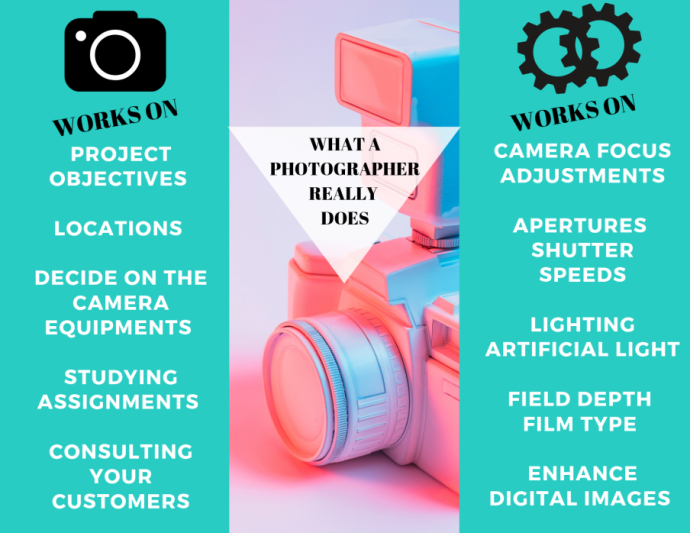 WORKS ON
PROJECT
OBJECTIVES
LOCATIONS
DECIDE ON THE
CAMERA
EQUIPMENTS
STUDYING
ASSIGNMENTS
CONSULTING
YOUR
CUSTOMERS
WHAT A
PHOTOGRAPHER
REALLY
DOES
WORKS ON
CAMERA FOCUS
ADJUSTMENTS
APERTURES
SHUTTER
SPEEDS
LIGHTING
ARTIFICIAL LIGHT
FIELD DEPTH
FILM TYPE
ENHANCE
DIGITAL IMAGES